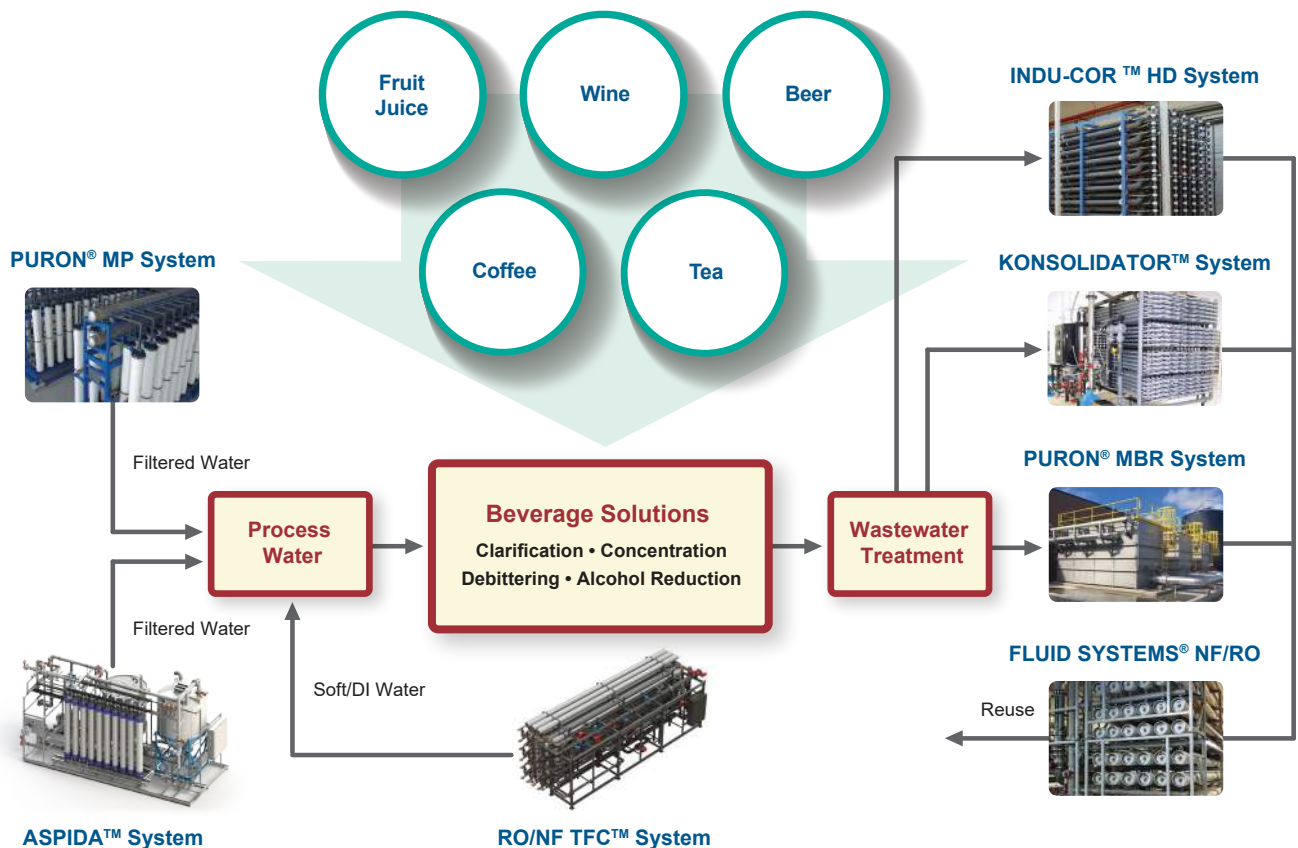 Fruit
Juice
Wine
Beer
Coffee
Tea
INDU-COR ™ HD System
PURON® MP System
KONSOLIDATOR™ System
Filtered Water
Process
Water
Beverage Solutions
Clarification • Concentration
Debittering • Alcohol Reduction
Wastewater
Treatment
PURON® MBR System
Filtered Water
Soft/DI Water
FLUID SYSTEMS® NF/RO
Reuse
ASPIDA™ System
RO/NF TFC™ System